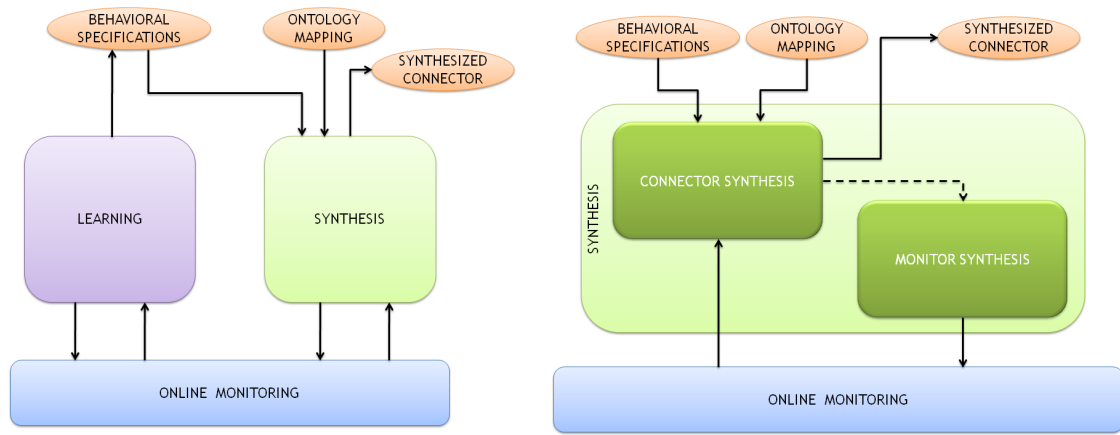 BEHAVIORAL
SPECIFICATIONS
ONTOLOGY
MAPPING
SYNTHESIZED
CONNECTOR
LEARNING
SYNTHESIS
ONLINE MONITORING
BEHAVIORAL
SPECIFICATIONS
ONTOLOGY
MAPPING
SYNTHESIZED
CONNECTOR
SYNTHESIS
CONNECTOR SYNTHESIS
MONITOR SYNTHESIS
ONLINE MONITORING